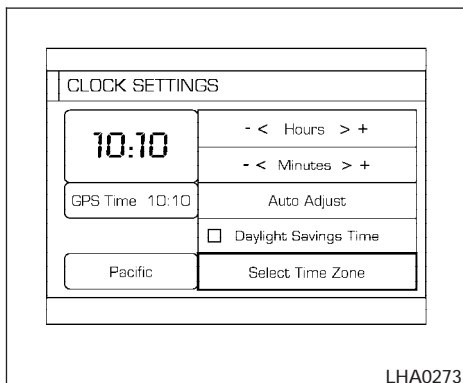 CLOCK SETTINGS
10:10
- < Hours > +
- < Minutes > +
GPS Time 10:10
Auto Adjust
Daylight Savings Time
Pacific
Select Time Zone
LHA0273